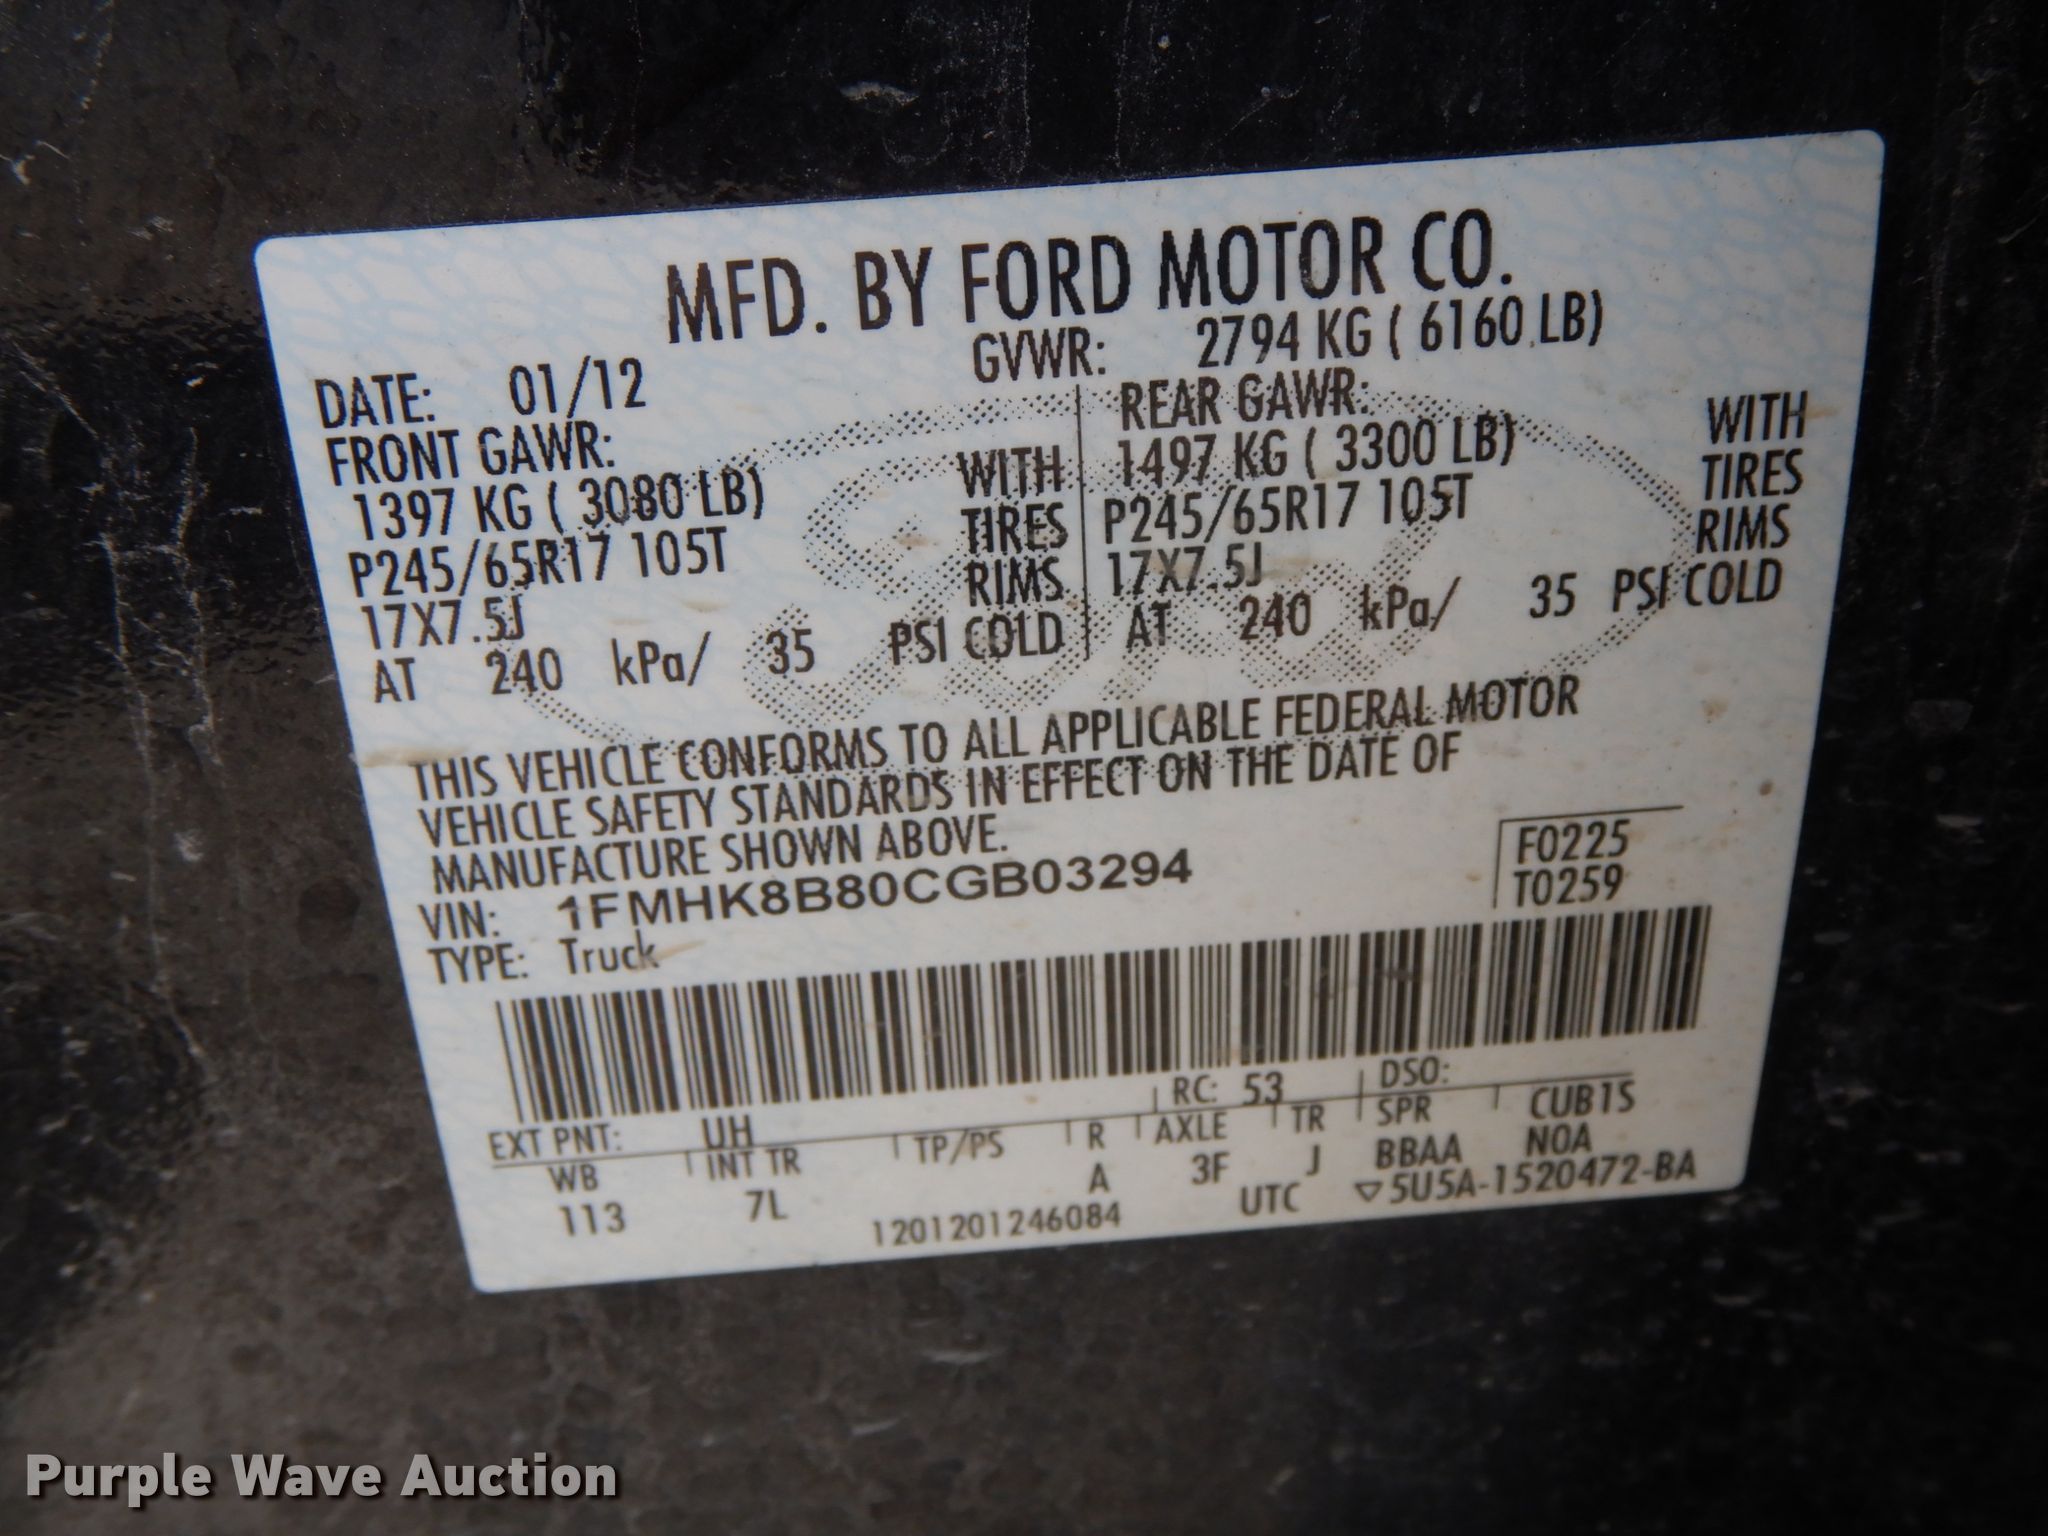 MFD. BY FORD MOTOR CO.
DATE: 01/12 GVWR: 2794 KG ( 6160 LB)
FRONT GAWR:
1397 KG ( 3080 LB) WITH
P245/65R17 105T TIRES
17X7.5J RIMS
AT 240 kPa/ 35 PSI COLD
REAR GAWR:
1497 KG ( 3300 LB) WITH
P245/65R17 105T TIRES
17X7.5J RIMS
AT 240 kPa/ 35 PSI COLD
THIS VEHICLE CONFORMS TO ALL APPLICABLE FEDERAL MOTOR
VEHICLE SAFETY STANDARDS IN EFFECT ON THE DATE OF
MANUFACTURE SHOWN ABOVE.
VIN: 1FMHK8B80CGB03294
TYPE: Truck
F0225
T0259
EXT PNT: UH RC: 53 DSO:
WB INT TR TP/PS R AXLE TR SPR CUB1S
113 7L A 3F J BBAA NOA
1201201246084 UTC ▽5U5A-1520472-BA
Purple Wave Auction